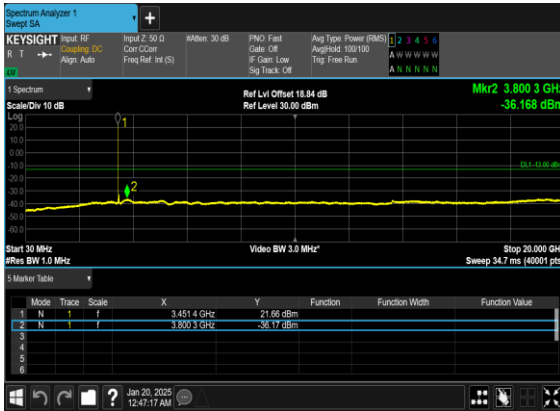 Spectrum Analyzer 1
Swept SA
+
KEYSIGHT Input: RF Input Z: 50 Ω #Atten: 30 dB PNO: Fast Avg Type: Power (RMS) 1 2 3 4 5 6
R T Coupling: DC Corr CCorr Gate: Off Avg|Hold: 100/100 A W W W W W
Align: Auto Freq Ref: Int (S) IF Gain: Low Trig: Free Run
LW Sig Track: Off A N N N N N
1 Spectrum Ref Lvl Offset 18.84 dB Mkr2 3.800 3 GHz
Scale/Div 10 dB Ref Level 30.00 dBm -36.168 dBm
Log
20.0
10.0
0.00
-10.0
-20.0
-30.0
-40.0
-50.0
-60.0
1
2
DL1 -13.00 dBm
Start 30 MHz Video BW 3.0 MHz* Stop 20.000 GHz
#Res BW 1.0 MHz Sweep 34.7 ms (40001 pts)
5 Marker Table
Mode Trace Scale X Y Function Function Width Function Value
1 N 1 f 3.451 4 GHz 21.66 dBm
2 N 1 f 3.800 3 GHz -36.17 dBm
3
4
5
6
? Jan 20, 2025
12:47:17 AM